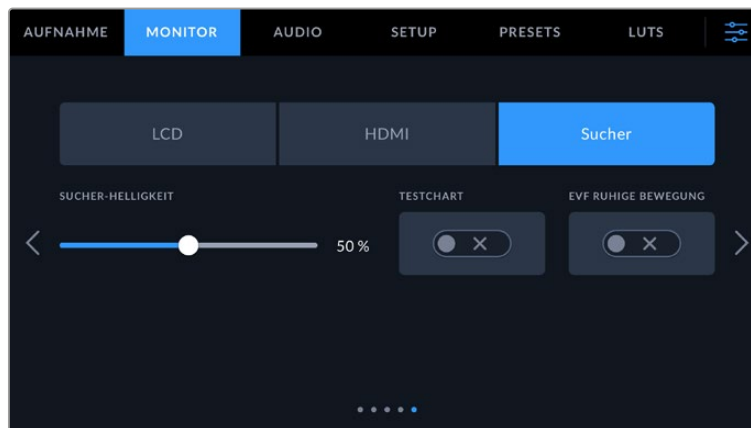 AUFNAHME MONITOR AUDIO SETUP PRESETS LUTS
LCD HDMI Sucher
SUCHER-HELLIGKEIT TESTCHART EVF RUHIGE BEWEGUNG
50 %